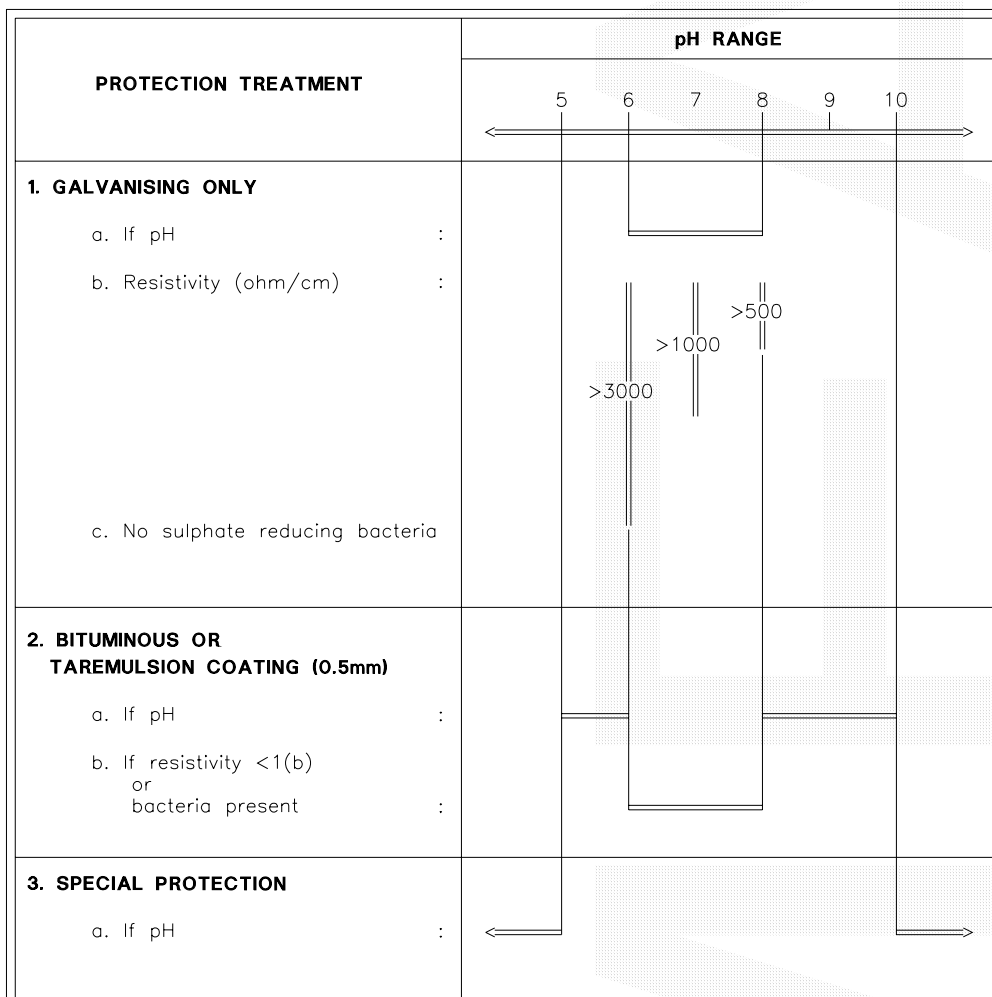 pH RANGE
PROTECTION TREATMENT
5 6 7 8 9 10
1. GALVANISING ONLY
a. If pH :
b. Resistivity (ohm/cm) :
>500
>1000
>3000
c. No sulphate reducing bacteria
2. BITUMINOUS OR
TAREMULSION COATING (0.5mm)
a. If pH :
b. If resistivity <1(b)
or
bacteria present :
3. SPECIAL PROTECTION
a. If pH :